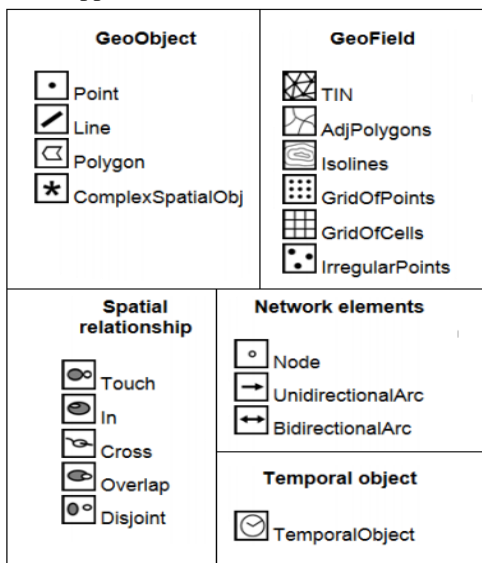 GeoObject
Point
Line
Polygon
ComplexSpatialObj
GeoField
TIN
AdjPolygons
Isolines
GridOfPoints
GridOfCells
IrregularPoints
Spatial
relationship
Touch
In
Cross
Overlap
Disjoint
Network elements
Node
UnidirectionalArc
BidirectionalArc
Temporal object
TemporalObject